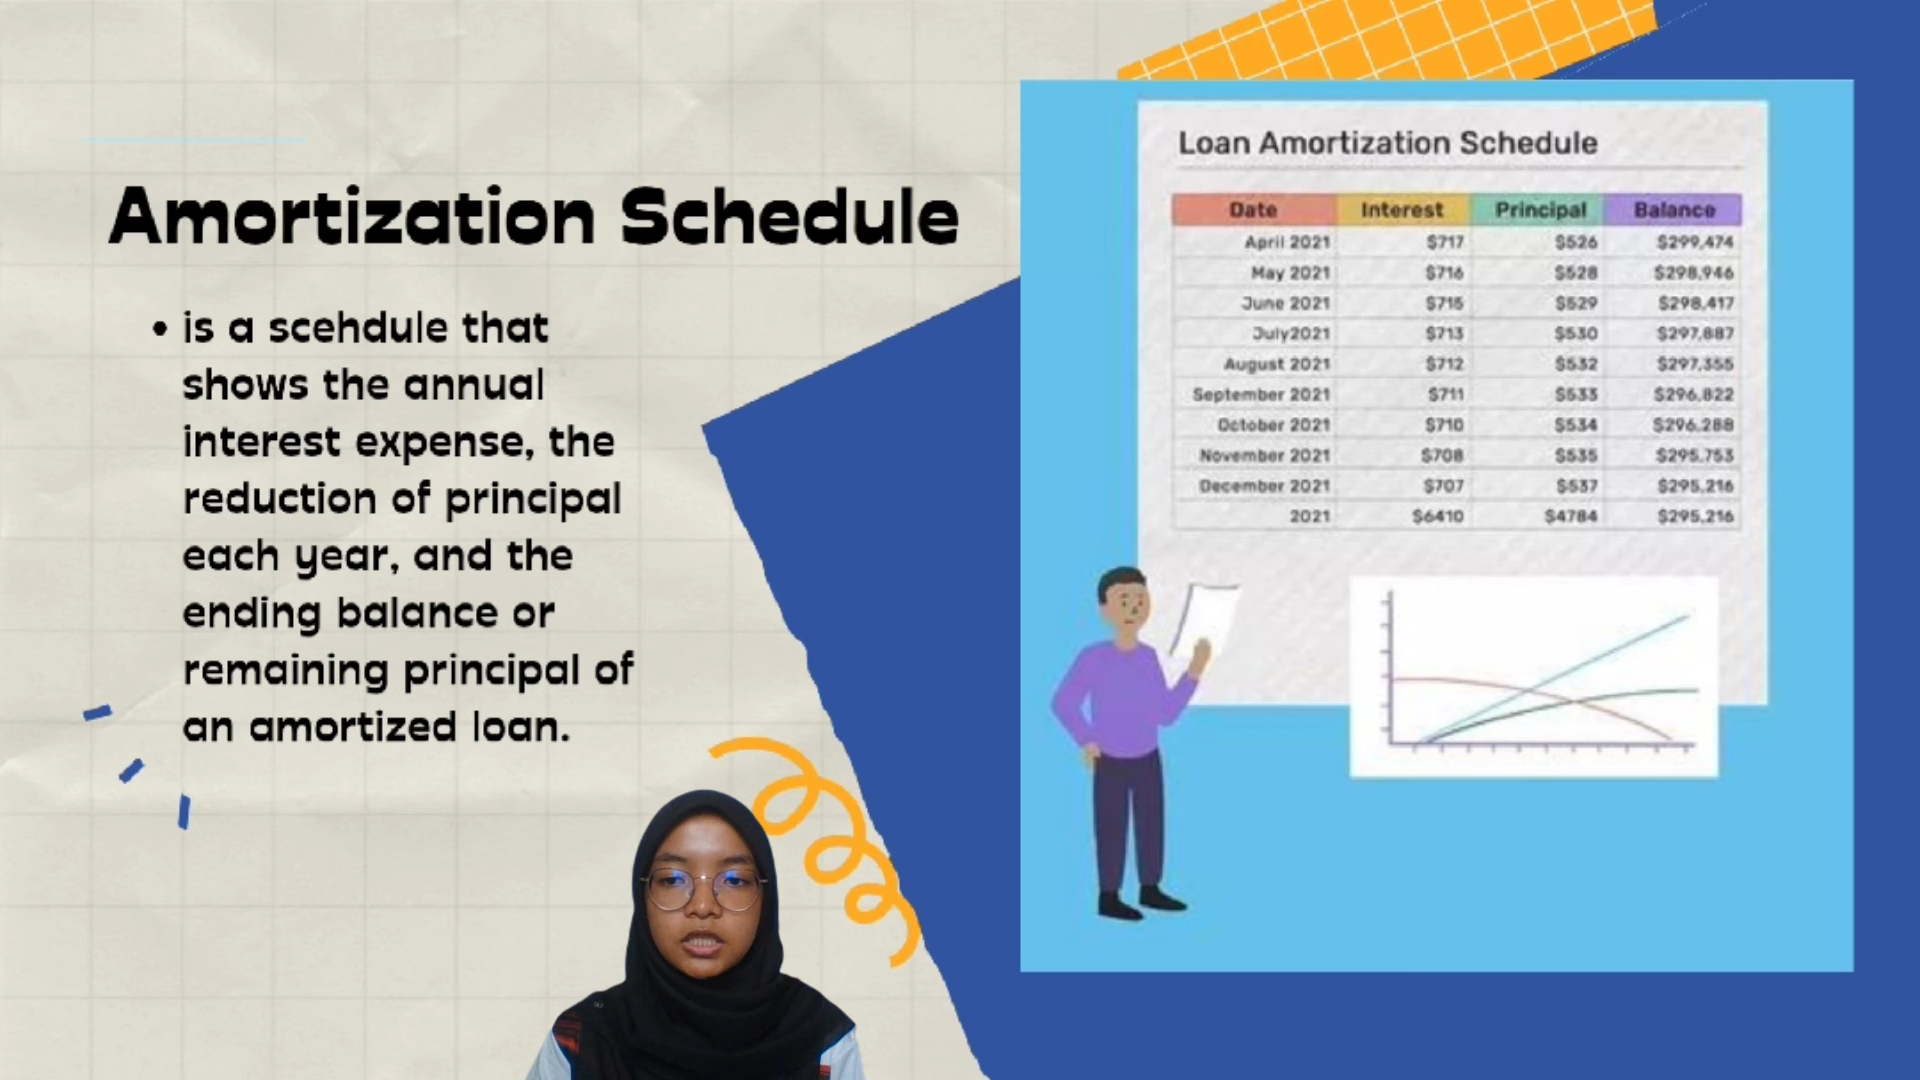 Amortization Schedule
is a scehdule that
shows the annual
interest expense, the
reduction of principal
each year, and the
ending balance or
remaining principal of
an amortized loan.
Loan Amortization Schedule
Date Interest Principal Balance
April 2021 $717 $526 $299,474
May 2021 $716 $528 $298,946
June 2021 $715 $529 $298,417
July2021 $713 $530 $297,887
August 2021 $712 $532 $297,355
September 2021 $711 $533 $296,822
October 2021 $710 $534 $296,288
November 2021 $708 $535 $295,753
December 2021 $707 $537 $295,216
2021 $6410 $4784 $295,216